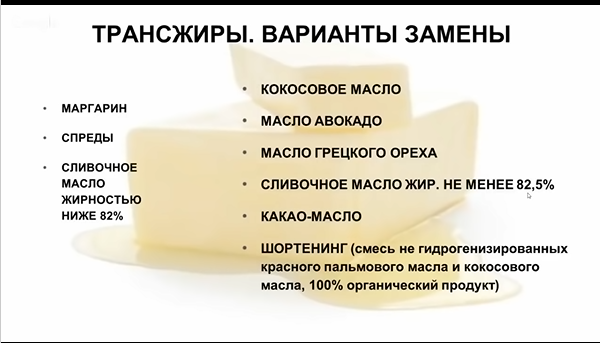 ТРАНСЖИРЫ. ВАРИАНТЫ ЗАМЕНЫ
• МАРГАРИН
• СПРЕДЫ
• СЛИВОЧНОЕ
МАСЛО
ЖИРНОСТЬЮ
НИЖЕ 82%
• КОКОСОВОЕ МАСЛО
• МАСЛО АВОКАДО
• МАСЛО ГРЕЦКОГО ОРЕХА
• СЛИВОЧНОЕ МАСЛО ЖИР. НЕ МЕНЕЕ 82,5%
• КАКАО-МАСЛО
• ШОРТЕНИНГ (смесь не гидрогенизированных
красного пальмового масла и кокосового
масла, 100% органический продукт)